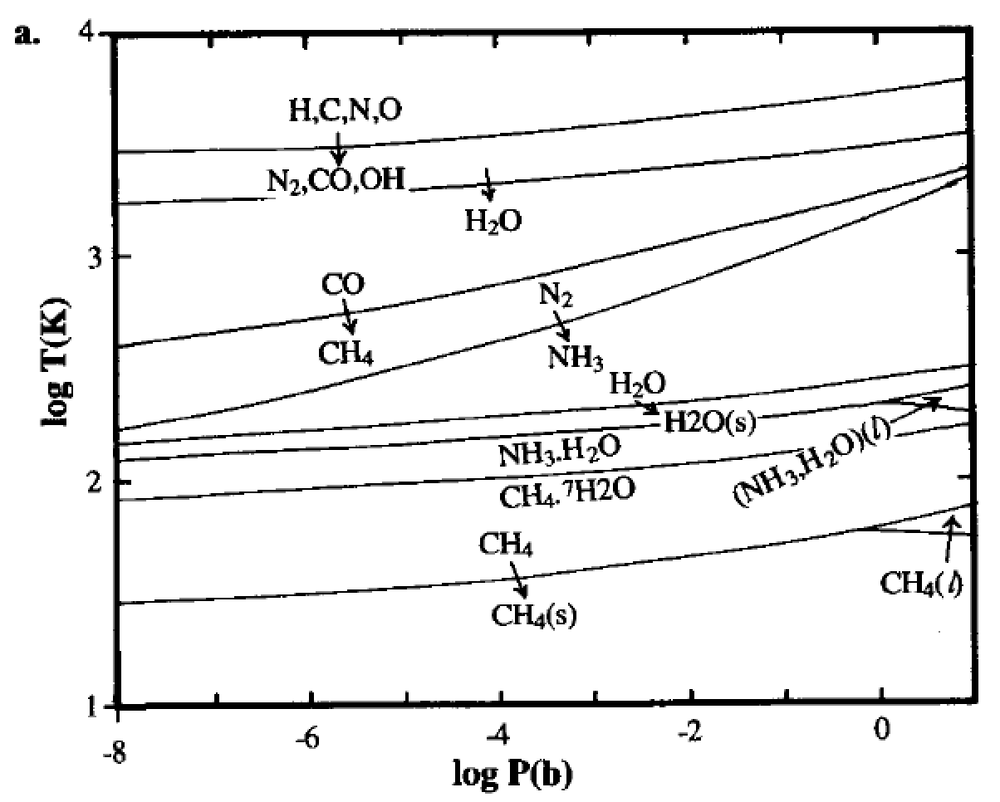 a.
4
H,C,N,O
N₂,CO,OH
H₂O
3
CO
CH₄
N₂
NH₃
H₂O
H2O(s)
NH₃.H₂O
(NH₃,H₂O)(l)
2
CH₄.⁷H2O
CH₄
CH₄(s)
CH₄(l)
1
-8
-6
-4
-2
0
log P(b)
log T(K)